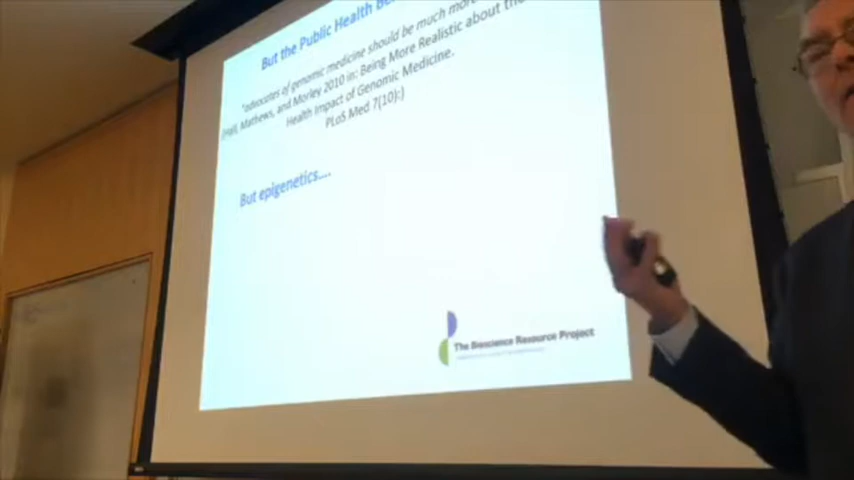 But the Public Health Be
"advocates of genomic medicine should be much more
(Hall, Mathews, and Morley 2010 in: Being More Realistic about the
Health Impact of Genomic Medicine.
PLoS Med 7(10):)
But epigenetics....
The Bioscience Resource Project